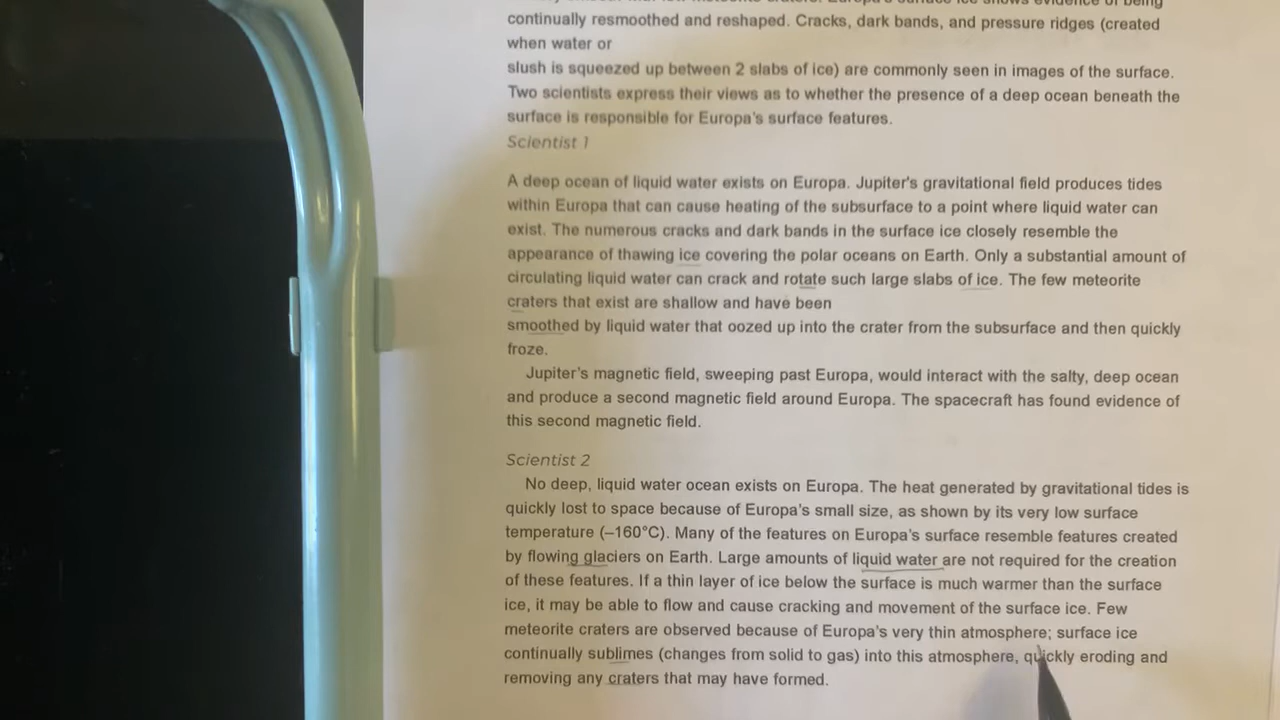 continually resmoothed and reshaped. Cracks, dark bands, and pressure ridges (created
when water or
slush is squeezed up between 2 slabs of ice) are commonly seen in images of the surface.
Two scientists express their views as to whether the presence of a deep ocean beneath the
surface is responsible for Europa's surface features.
Scientist 1
A deep ocean of liquid water exists on Europa. Jupiter's gravitational field produces tides
within Europa that can cause heating of the subsurface to a point where liquid water can
exist. The numerous cracks and dark bands in the surface ice closely resemble the
appearance of thawing ice covering the polar oceans on Earth. Only a substantial amount of
circulating liquid water can crack and rotate such large slabs of ice. The few meteorite
craters that exist are shallow and have been
smoothed by liquid water that oozed up into the crater from the subsurface and then quickly
froze.
Jupiter's magnetic field, sweeping past Europa, would interact with the salty, deep ocean
and produce a second magnetic field around Europa. The spacecraft has found evidence of
this second magnetic field.
Scientist 2
No deep, liquid water ocean exists on Europa. The heat generated by gravitational tides is
quickly lost to space because of Europa's small size, as shown by its very low surface
temperature (–160°C). Many of the features on Europa's surface resemble features created
by flowing glaciers on Earth. Large amounts of liquid water are not required for the creation
of these features. If a thin layer of ice below the surface is much warmer than the surface
ice, it may be able to flow and cause cracking and movement of the surface ice. Few
meteorite craters are observed because of Europa's very thin atmosphere; surface ice
continually sublimes (changes from solid to gas) into this atmosphere, quickly eroding and
removing any craters that may have formed.